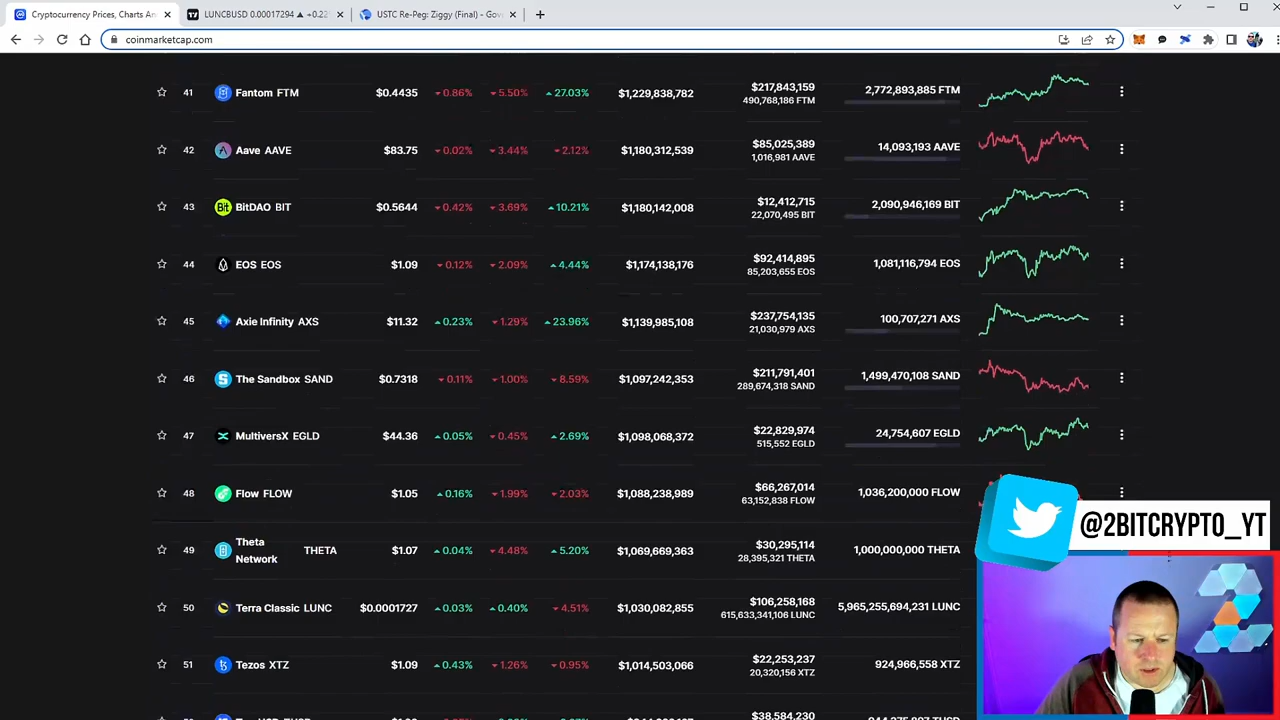 Cryptocurrency Prices, Charts An
LUNCBUSD 0.00017294 ▲ +0.22
USTC Re-Peg: Ziggy (Final) - Gov
coinmarketcap.com
41 Fantom FTM $0.4435 0.86% 5.50% 27.03% $1,229,838,782 $217,843,159 2,772,893,885 FTM
490,768,186 FTM
42 Aave AAVE $83.75 0.02% 3.44% 2.12% $1,180,312,539 $85,025,389 14,093,193 AAVE
1,016,981 AAVE
43 BitDAO BIT $0.5644 0.42% 3.69% 10.21% $1,180,142,008 $12,412,715 2,090,946,169 BIT
22,070,495 BIT
44 EOS EOS $1.09 0.12% 2.09% 4.44% $1,174,138,176 $92,414,895 1,081,116,794 EOS
85,203,655 EOS
45 Axie Infinity AXS $11.32 0.23% 1.29% 23.96% $1,139,985,108 $237,754,135 100,707,271 AXS
21,030,979 AXS
46 The Sandbox SAND $0.7318 0.11% 1.00% 8.59% $1,097,242,353 $211,791,401 1,499,470,108 SAND
289,674,318 SAND
47 MultiversX EGLD $44.36 0.05% 0.45% 2.69% $1,098,068,372 $22,829,974 24,754,607 EGLD
515,552 EGLD
48 Flow FLOW $1.05 0.16% 1.99% 2.03% $1,088,238,989 $66,267,014 1,036,200,000 FLOW
63,152,838 FLOW
@2BITCRYPTO_YT
49 Theta Network THETA $1.07 0.04% 4.48% 5.20% $1,069,669,363 $30,295,114 1,000,000,000 THETA
28,395,321 THETA
50 Terra Classic LUNC $0.0001727 0.03% 0.40% 4.51% $1,030,082,855 $106,258,168 5,965,255,694,231 LUNC
615,633,341,106 LUNC
51 Tezos XTZ $1.09 0.43% 1.26% 0.95% $1,014,503,066 $22,253,237 924,966,558 XTZ
20,320,156 XTZ
$38,584,230